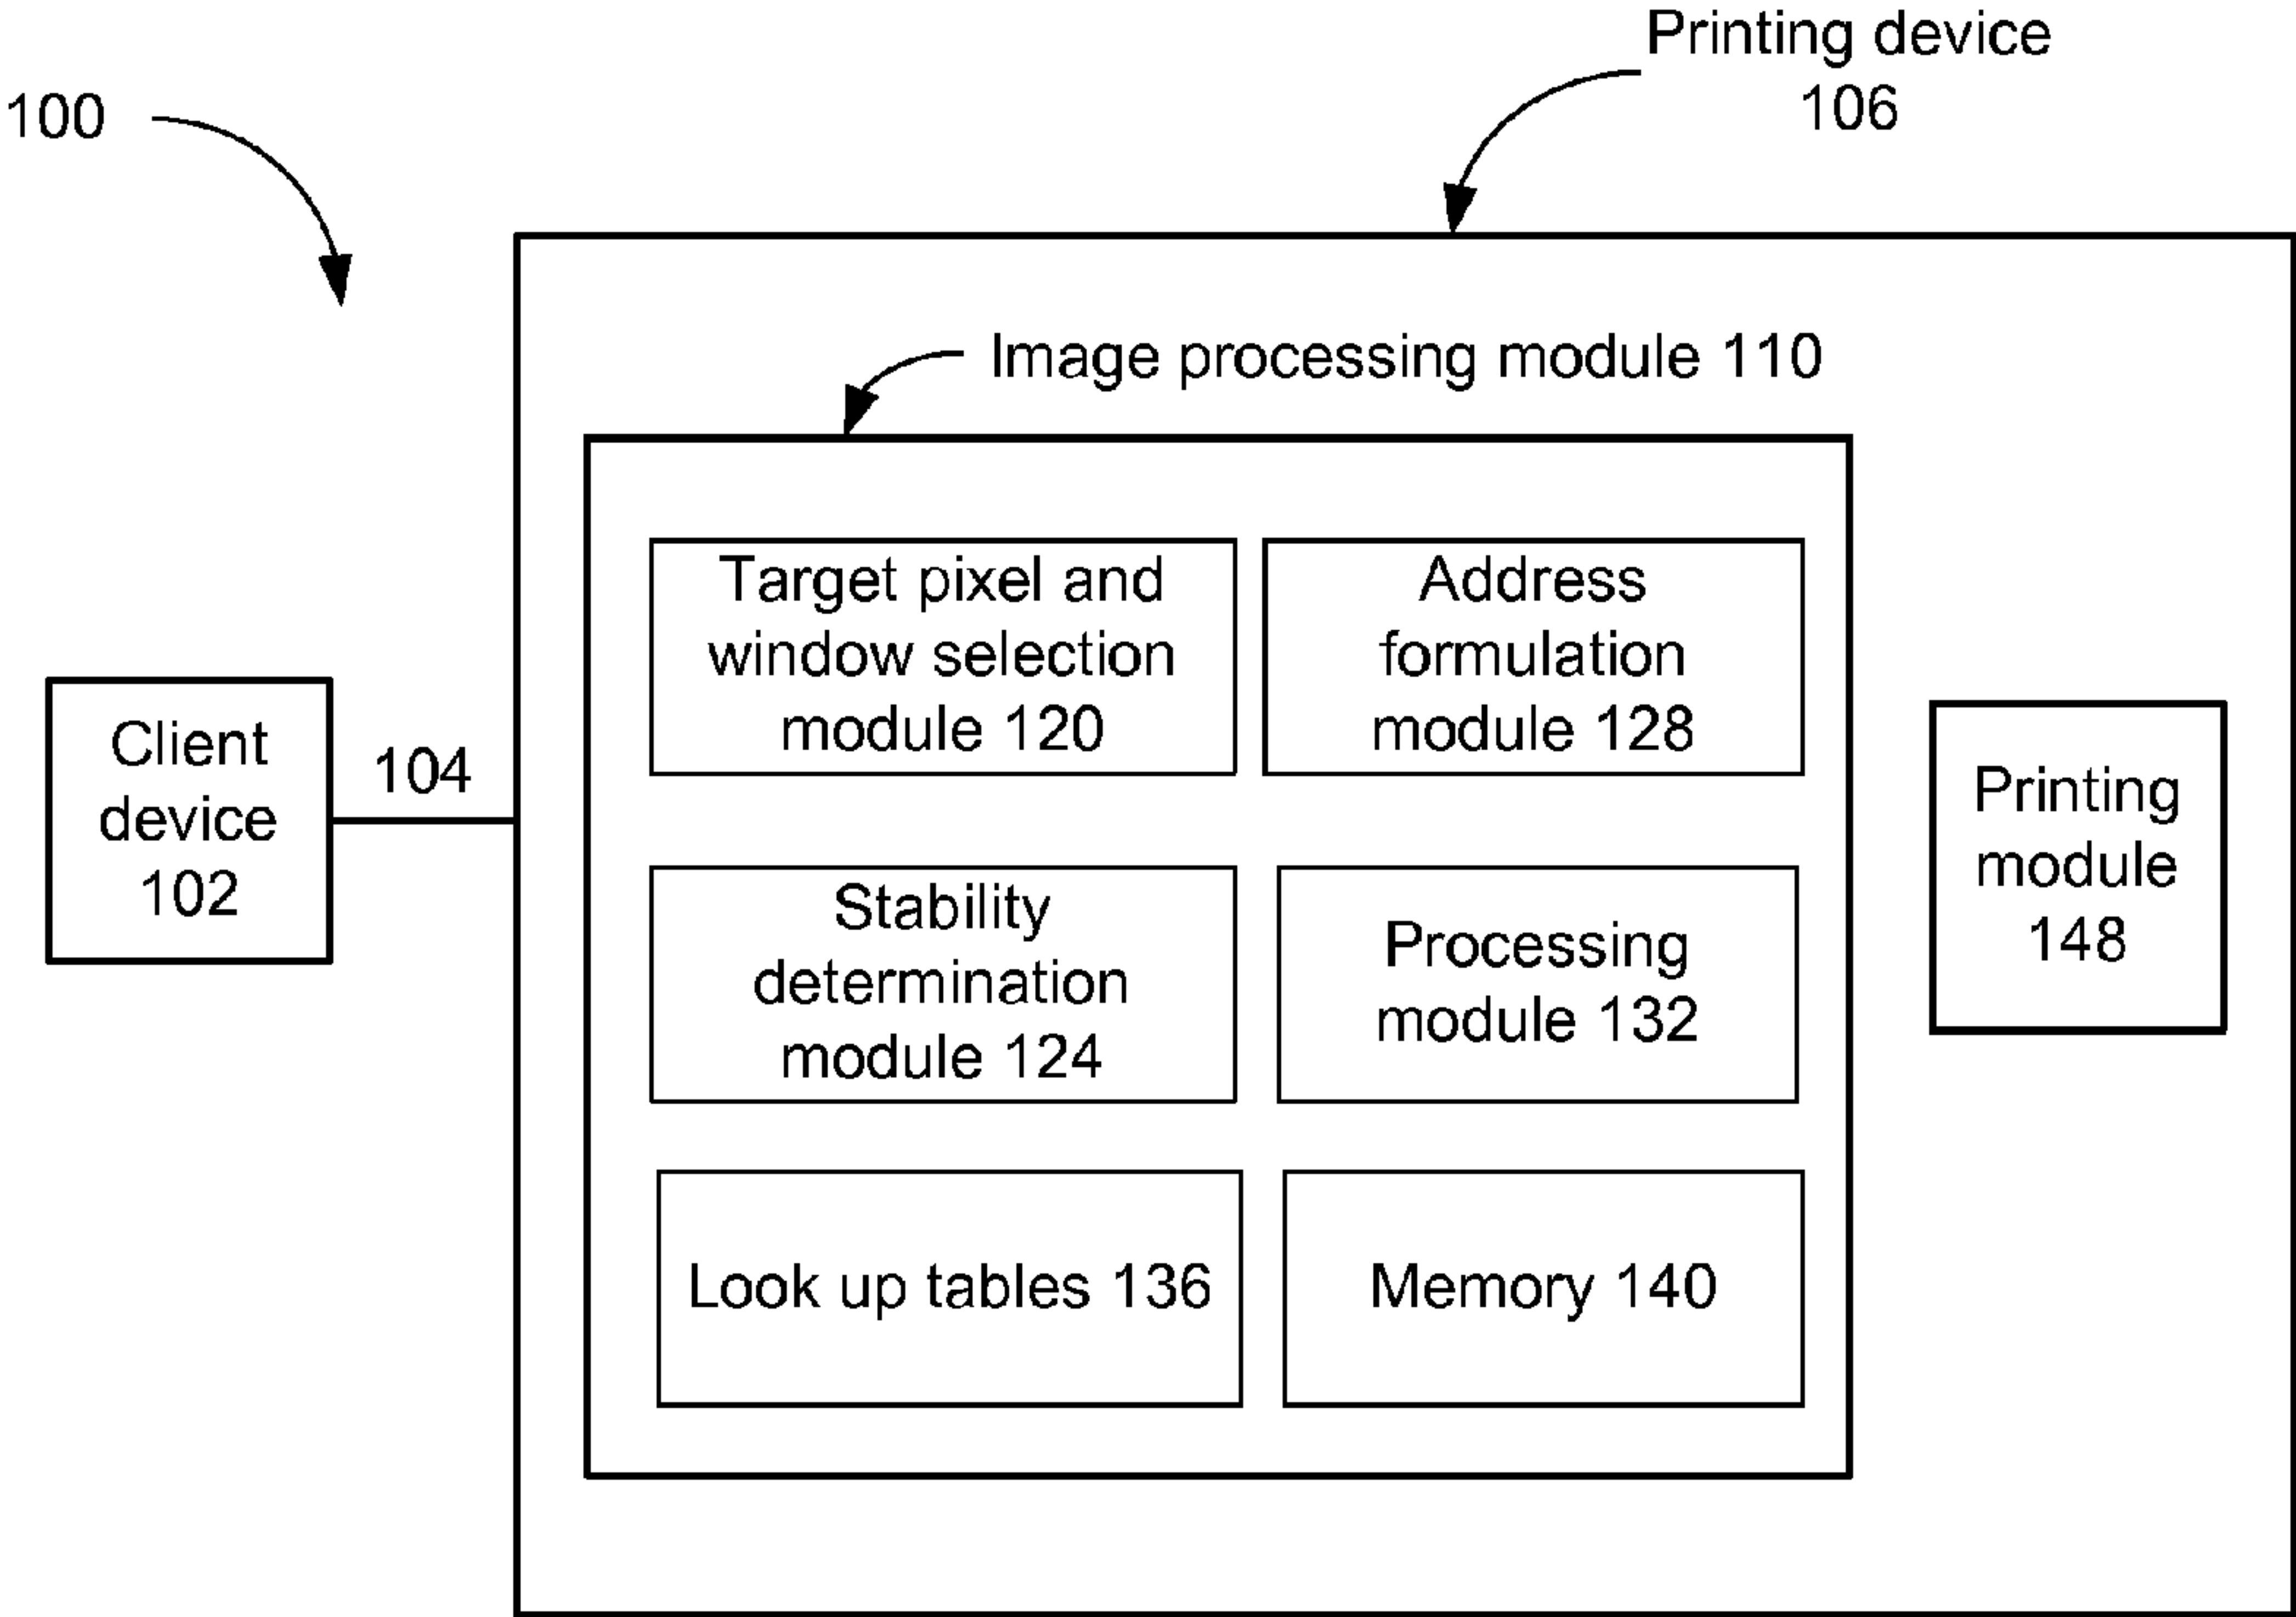 Printing device
106
100
Image processing module 110
Target pixel and
window selection
module 120
Address
formulation
module 128
Client
device
102
104
Stability
determination
module 124
Processing
module 132
Printing
module
148
Look up tables 136
Memory 140